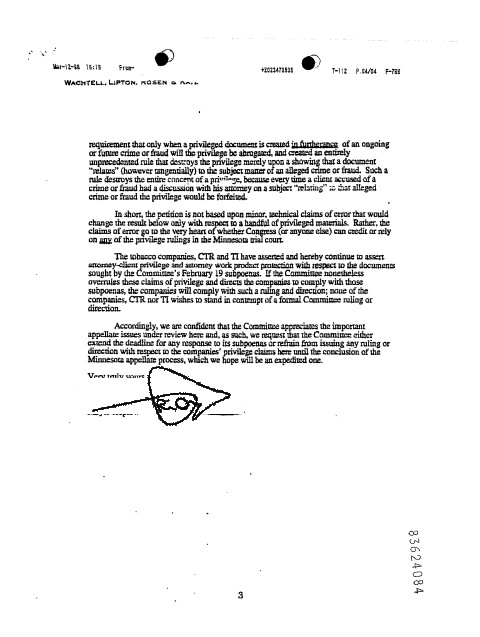 Mar-12-98 15:15 From-
+2023470505 T-112 P.04/04 F-785
WACHTELL, LIPTON, ROSEN & KATZ
requirement that only when a privileged document is created in furtherance of an ongoing
or future crime or fraud will the privilege be abrogated, and created an entirely
unprecedented rule that destroys the privilege merely upon a showing that a document
"relates" (however tangentially) to the subject matter of an alleged crime or fraud. Such a
rule destroys the entire concept of a privilege, because every time a client accused of a
crime or fraud had a discussion with his attorney on a subject "relating" to that alleged
crime or fraud the privilege would be forfeited.
In short, the petition is not based upon minor, technical claims of error that would
change the result below only with respect to a handful of privileged materials. Rather, the
claims of error go to the very heart of whether Congress (or anyone else) can credit or rely
on any of the privilege rulings in the Minnesota trial court.
The tobacco companies, CTR and TI have asserted and hereby continue to assert
attorney-client privilege and attorney work product protection with respect to the documents
sought by the Committee's February 19 subpoenas. If the Committee nonetheless
overrules these claims of privilege and directs the companies to comply with those
subpoenas, the companies will comply with such a ruling and direction; none of the
companies, CTR nor TI wishes to stand in contempt of a formal Committee ruling or
direction.
Accordingly, we are confident that the Committee appreciates the important
appellate issues under review here and, as such, we request that the Committee either
extend the deadline for any response to its subpoenas or refrain from issuing any ruling or
direction with respect to the companies' privilege claims here until the conclusion of the
Minnesota appellate process, which we hope will be an expedited one.
Very truly yours
83624084
3